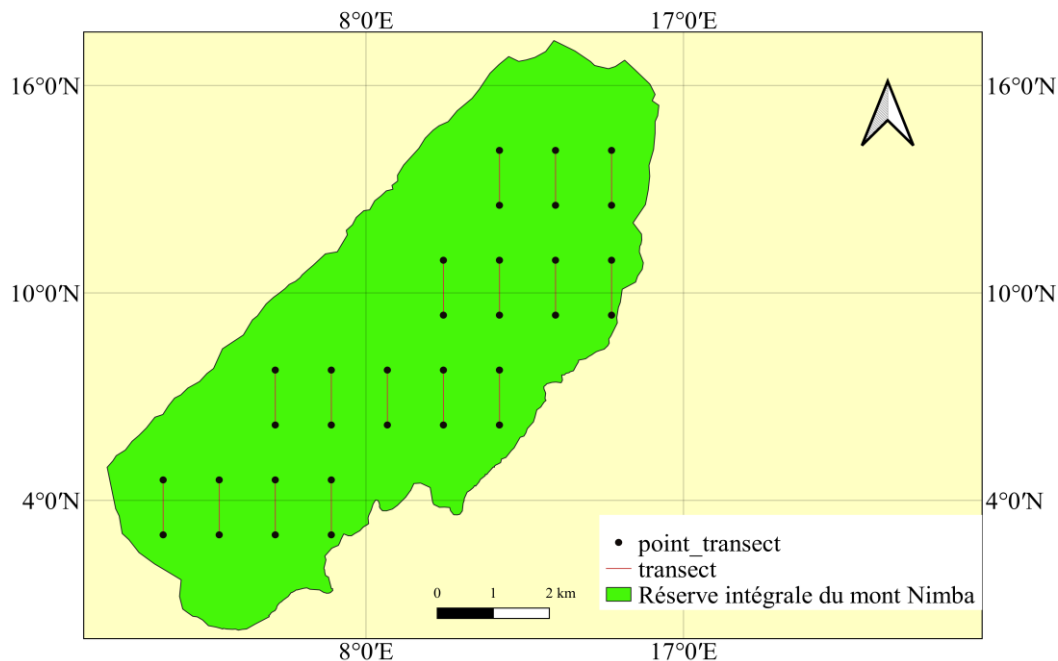 8°0′E 17°0′E
16°0′N 16°0′N
10°0′N 10°0′N
4°0′N 4°0′N
point_transect
transect
0 1 2 km
Réserve intégrale du mont Nimba
8°0′E 17°0′E